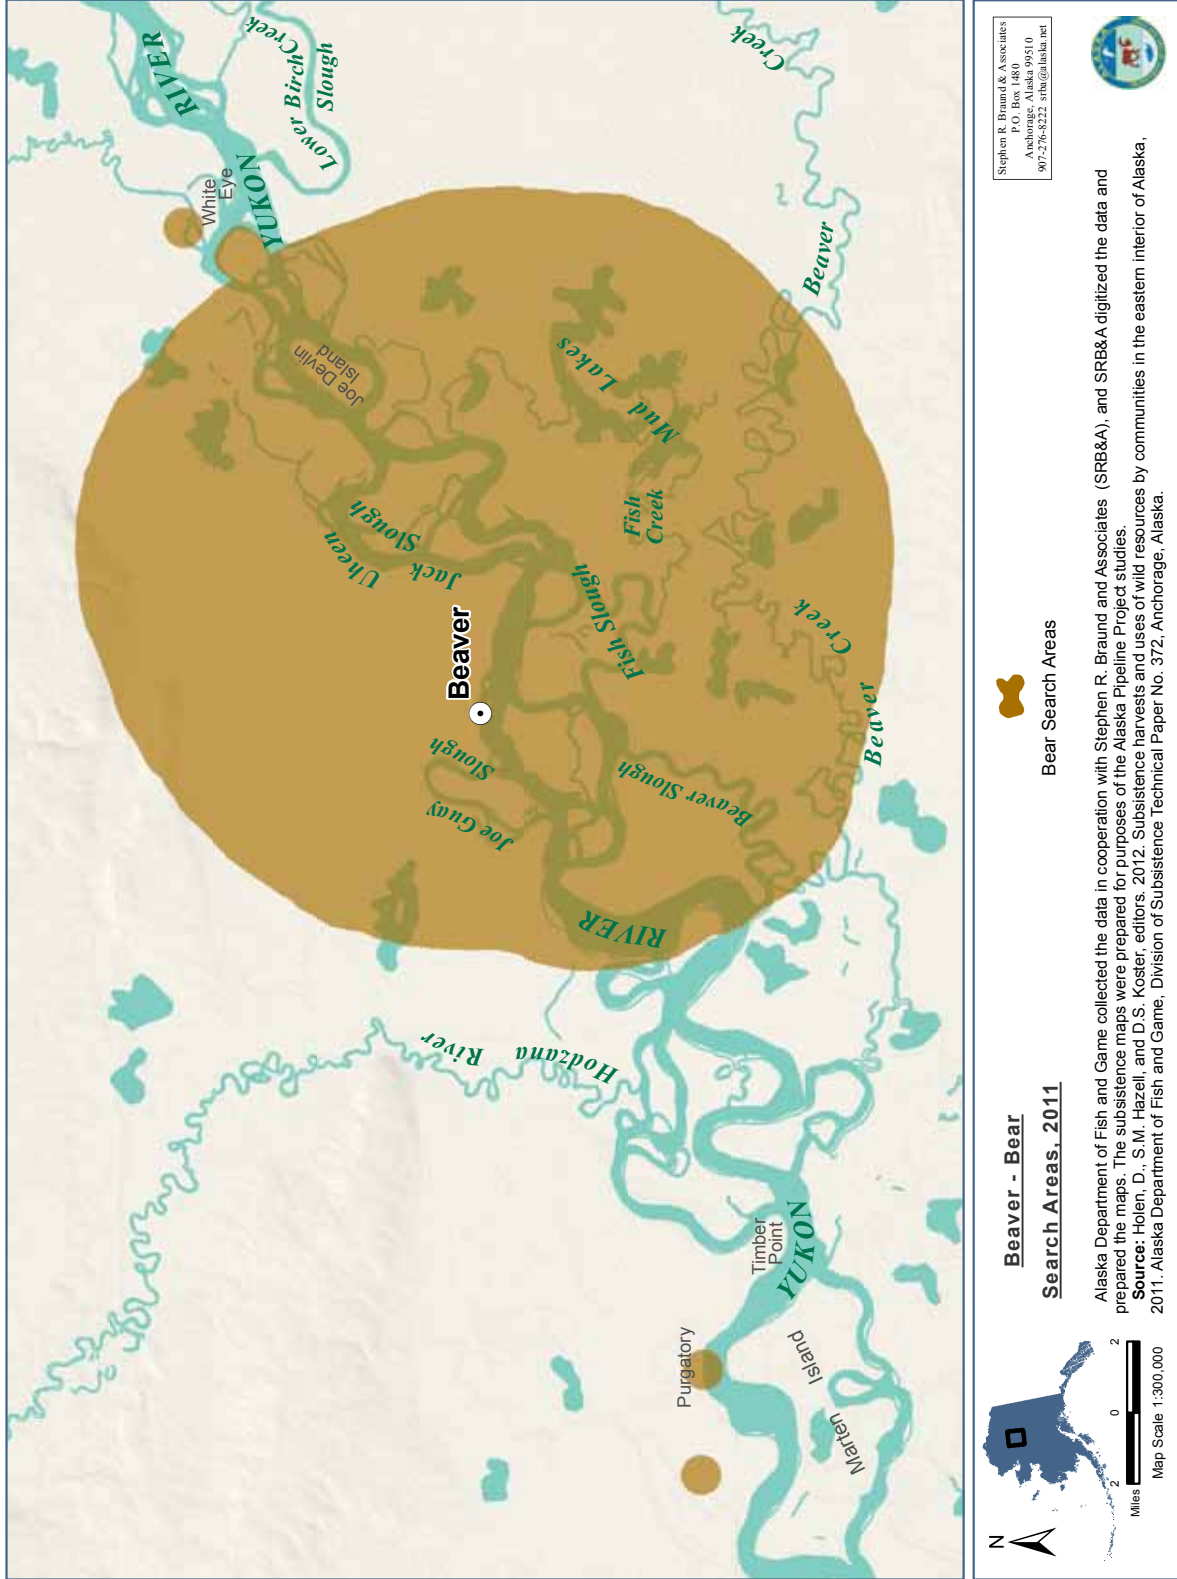 RIVER
Creek
Lower Birch
Slough
YUKON
White
Eye
Creek
Beaver
Joe Devlin
Island
Mud Lakes
Uheen
Jack Slough
Fish
Creek
Beaver
Fish Slough
Beaver Creek
Joe Guay Slough
Beaver Slough
RIVER
Hodzana River
Timber
Point
YUKON
Purgatory
Marten Island
N
2 0 2
Miles
Map Scale 1:300,000
Beaver - Bear
Search Areas, 2011
Bear Search Areas
Stephen R. Braund & Associates
P.O. Box 1480
Anchorage, Alaska 99510
907-276-8222 srba@alaska.net
Alaska Department of Fish and Game collected the data in cooperation with Stephen R. Braund and Associates (SRB&A), and SRB&A digitized the data and
prepared the maps. The subsistence maps were prepared for purposes of the Alaska Pipeline Project studies.
Source: Holen, D., S.M. Hazell, and D.S. Koster, editors. 2012. Subsistence harvests and uses of wild resources by communities in the eastern interior of Alaska,
2011. Alaska Department of Fish and Game, Division of Subsistence Technical Paper No. 372, Anchorage, Alaska.